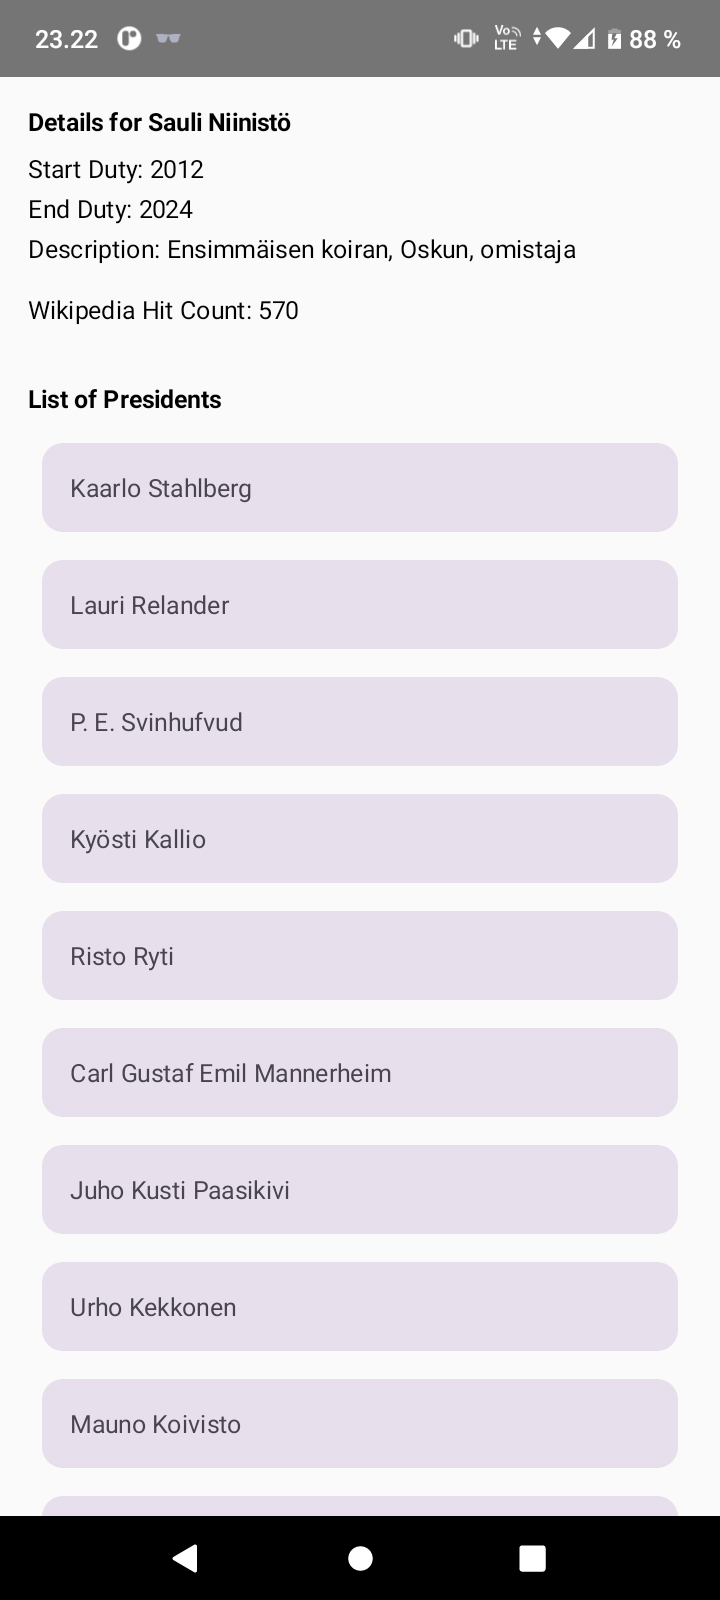 23.22
Vo LTE
88 %
Details for Sauli Niinistö
Start Duty: 2012
End Duty: 2024
Description: Ensimmäisen koiran, Oskun, omistaja
Wikipedia Hit Count: 570
List of Presidents
Kaarlo Stahlberg
Lauri Relander
P. E. Svinhufvud
Kyösti Kallio
Risto Ryti
Carl Gustaf Emil Mannerheim
Juho Kusti Paasikivi
Urho Kekkonen
Mauno Koivisto